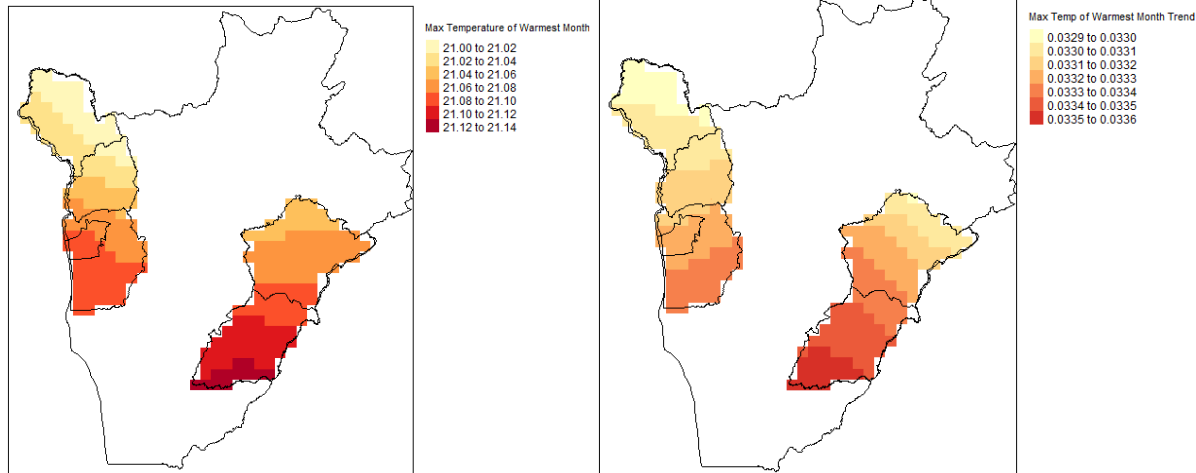 Max Temperature of Warmest Month
21.00 to 21.02
21.02 to 21.04
21.04 to 21.06
21.06 to 21.08
21.08 to 21.10
21.10 to 21.12
21.12 to 21.14
Max Temp of Warmest Month Trend
0.0329 to 0.0330
0.0330 to 0.0331
0.0331 to 0.0332
0.0332 to 0.0333
0.0333 to 0.0334
0.0334 to 0.0335
0.0335 to 0.0336